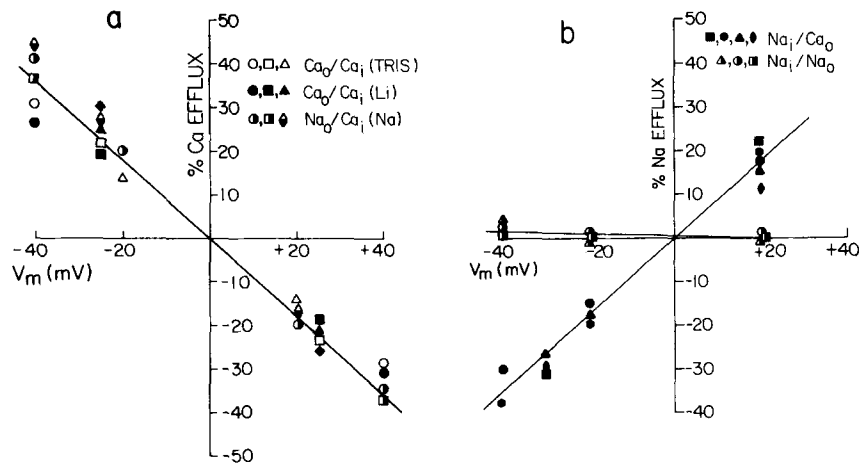 a
50
40
30
20
10
-10
-20
-30
-40
-50
% Ca EFFLUX
Ca₀/Caᵢ (TRIS)
Ca₀/Caᵢ (Li)
Na₀/Caᵢ (Na)
-40
-20
+20
+40
Vm (mV)
b
50
40
30
20
10
-10
-20
-30
-40
% Na EFFLUX
Naᵢ/Ca₀
Naᵢ/Na₀
-40
-20
+20
+40
Vm (mV)